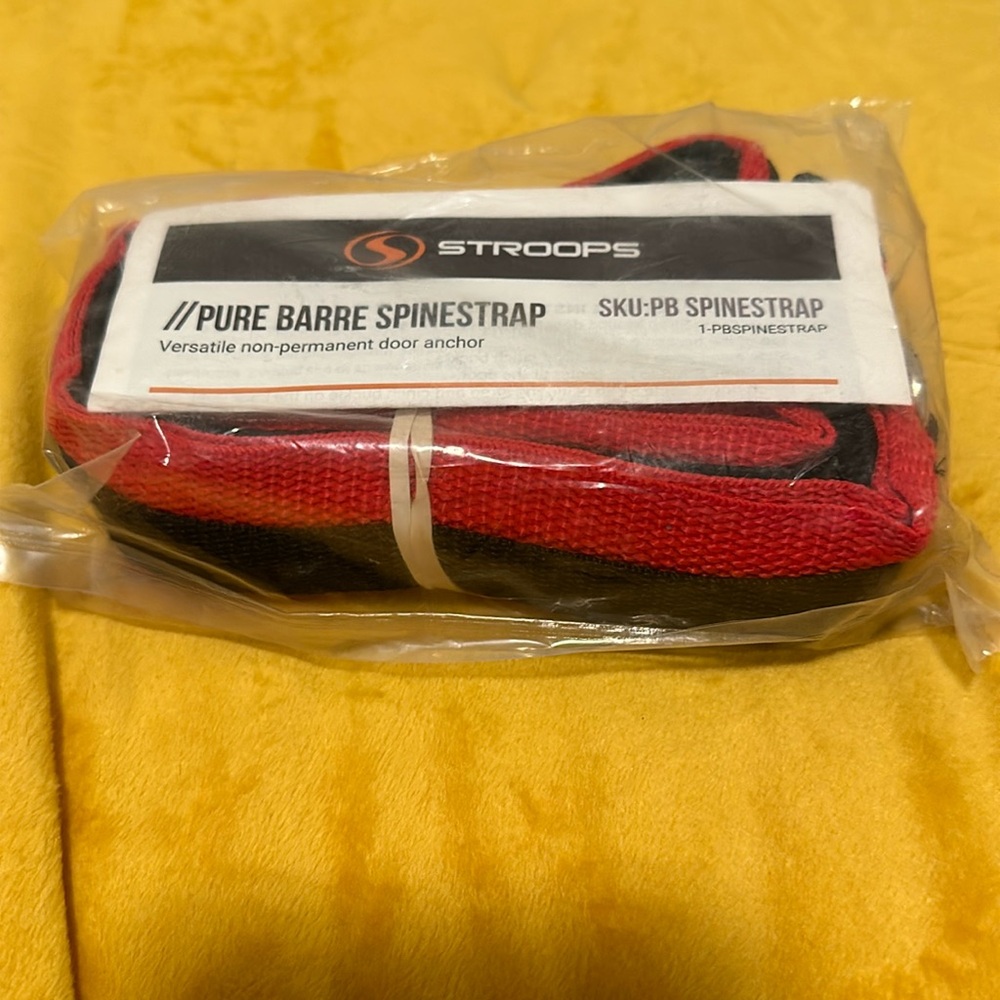 STROOPS
//PURE BARRE SPINESTRAP
Versatile non-permanent door anchor
SKU:PB SPINESTRAP
1-PBSPINESTRAP